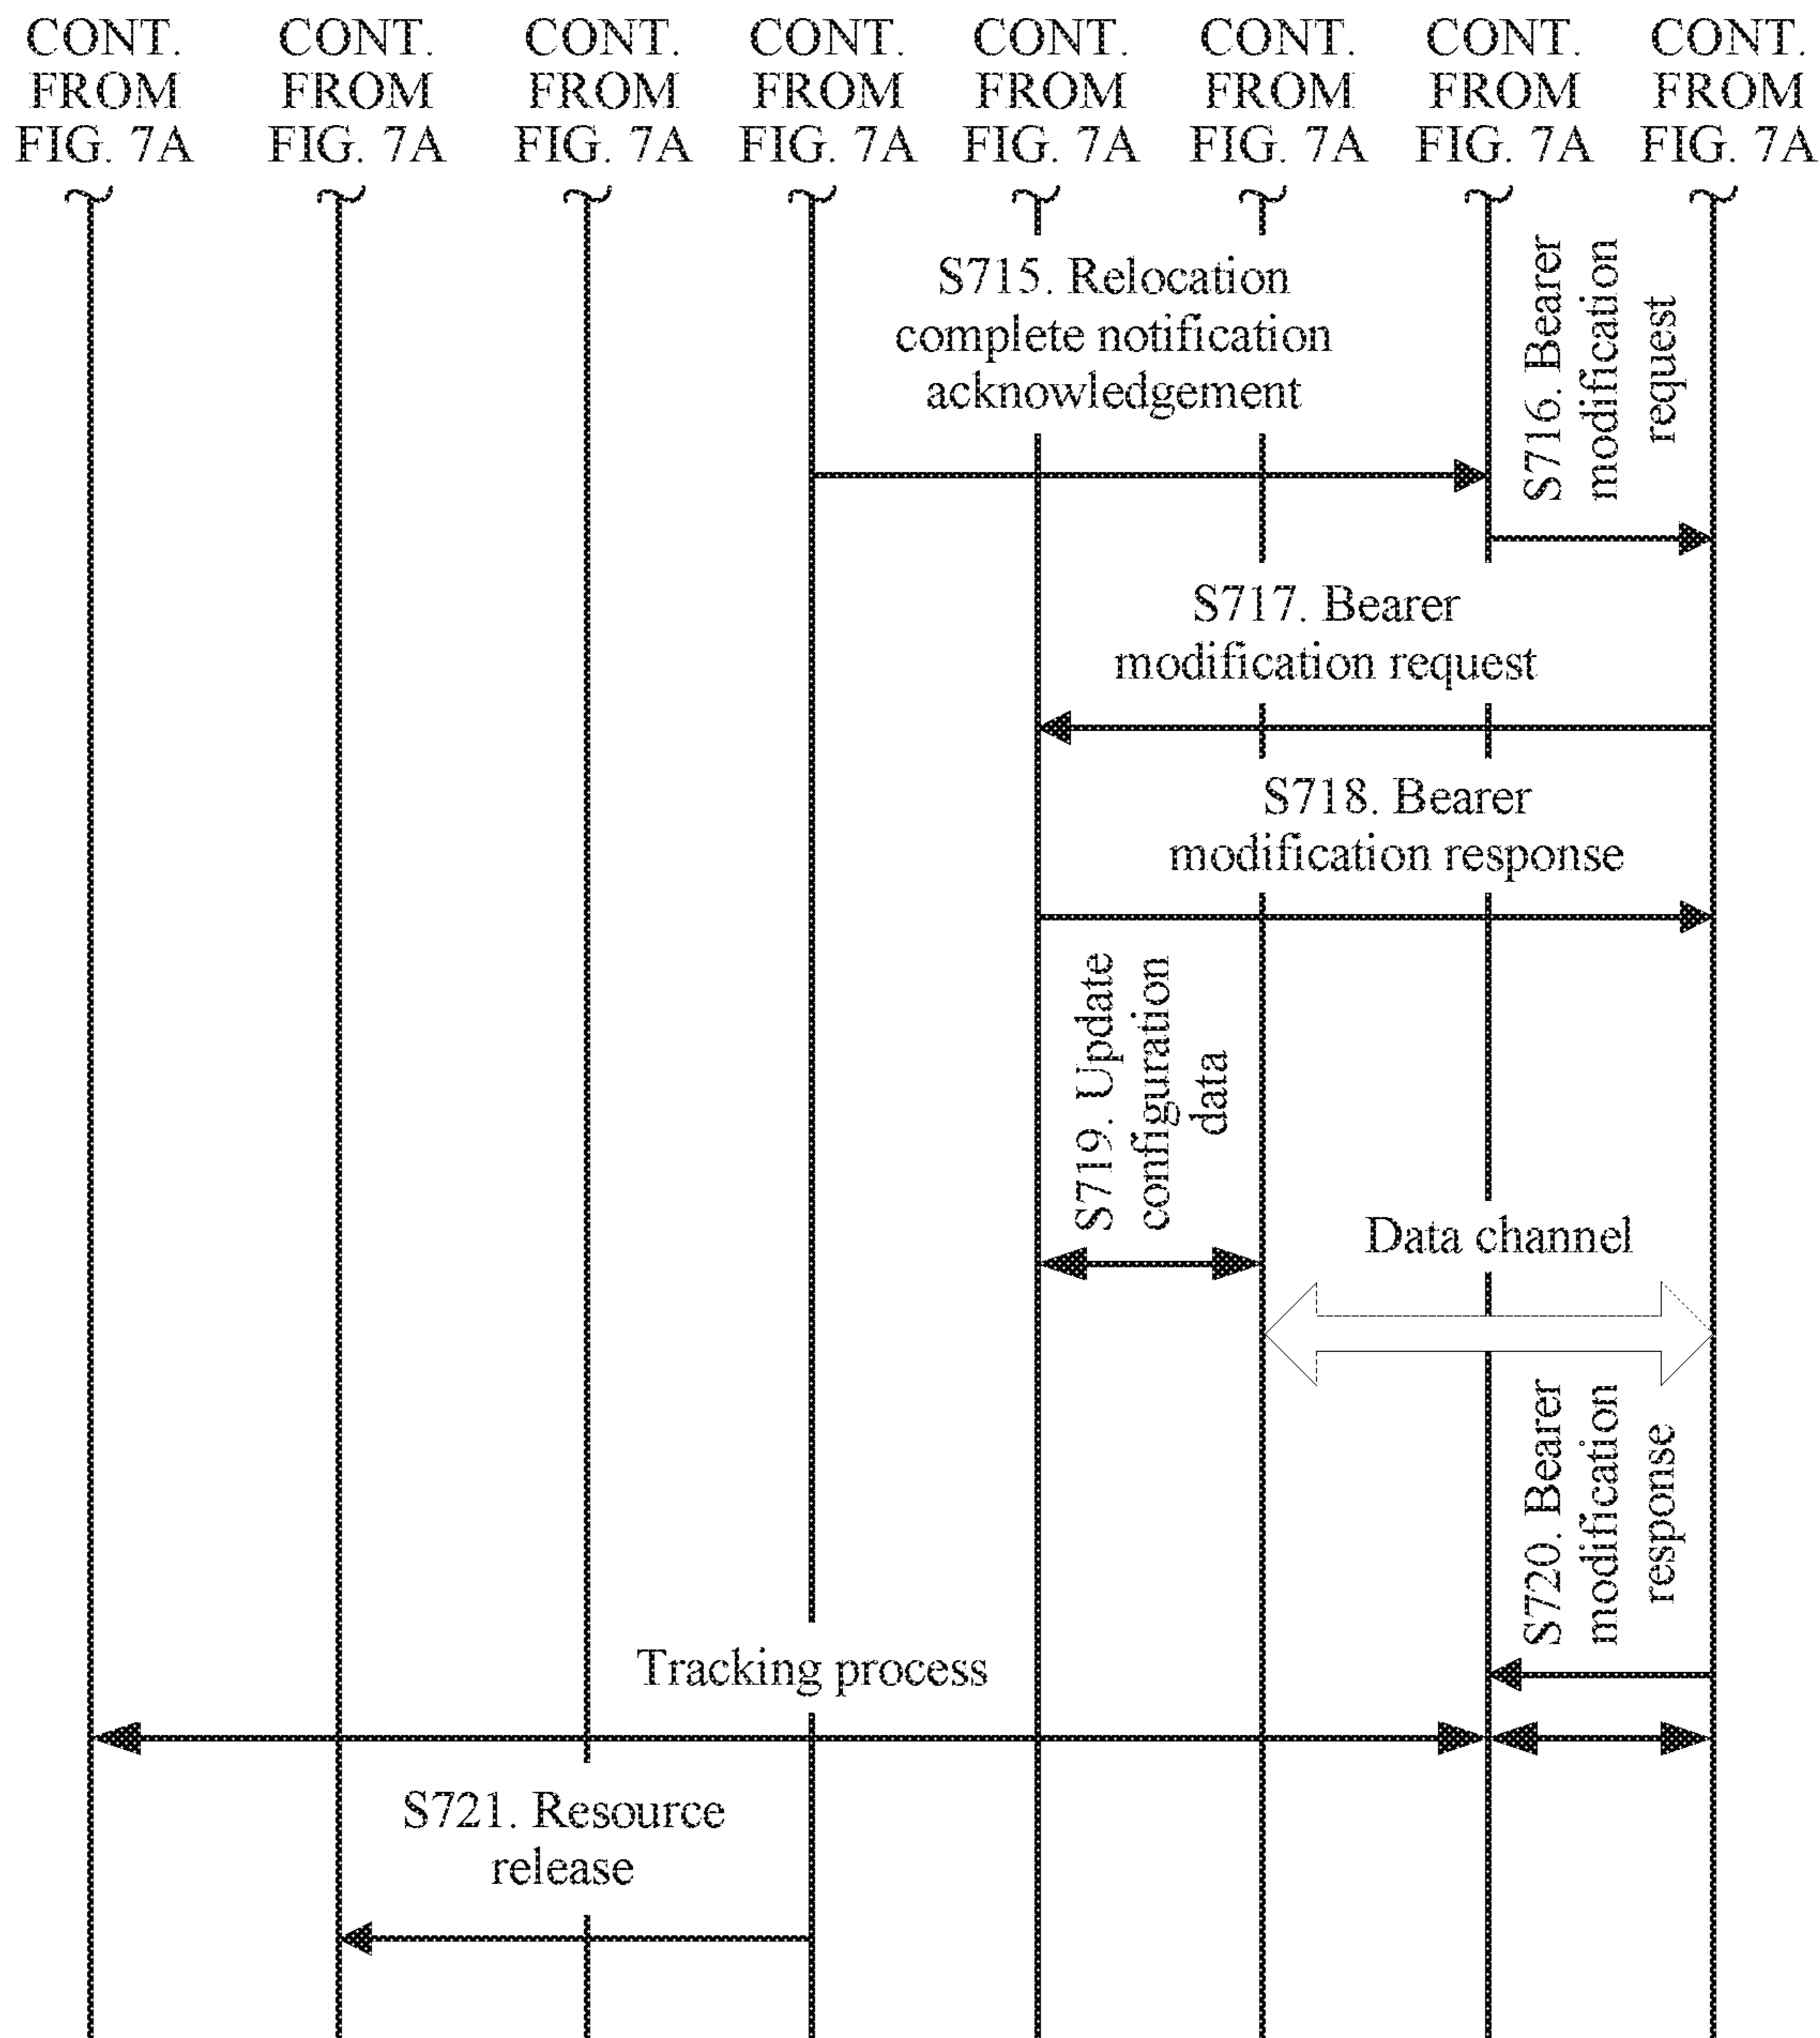 CONT.
FROM
FIG. 7A
CONT.
FROM
FIG. 7A
CONT.
FROM
FIG. 7A
CONT.
FROM
FIG. 7A
CONT.
FROM
FIG. 7A
CONT.
FROM
FIG. 7A
CONT.
FROM
FIG. 7A
CONT.
FROM
FIG. 7A
S715. Relocation
complete notification
acknowledgement
S716. Bearer
modification
request
S717. Bearer
modification request
S718. Bearer
modification response
S719. Update
configuration
data
Data channel
S720. Bearer
modification
response
Tracking process
S721. Resource
release